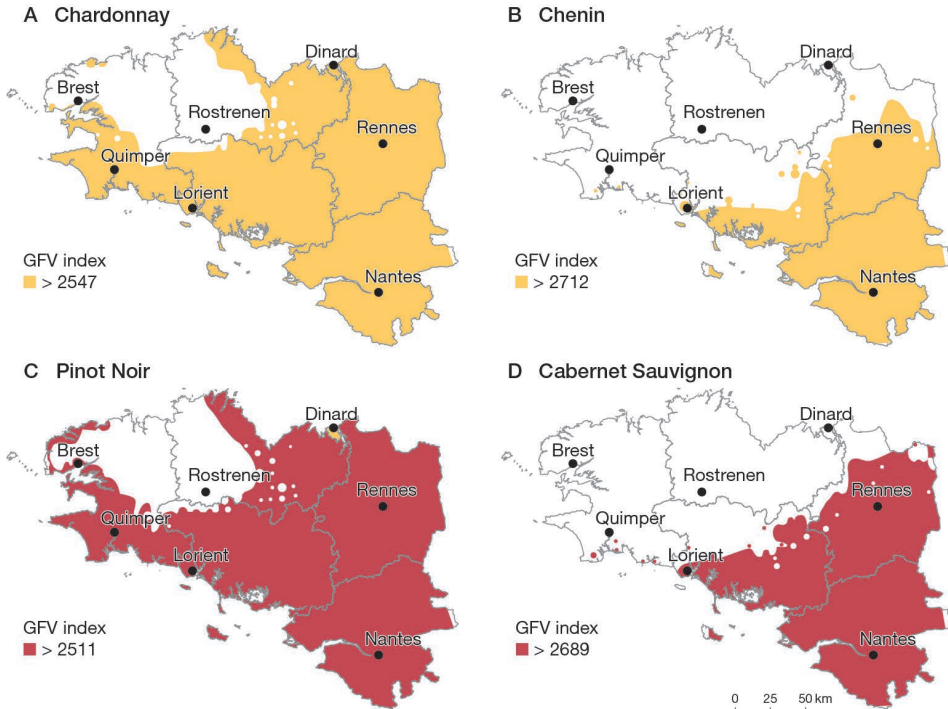 A Chardonnay
Dinard
Brest
Rostrenen
Rennes
Quimper
Lorient
GFV index
> 2547
Nantes
B Chenin
Dinard
Brest
Rostrenen
Rennes
Quimper
Lorient
GFV index
> 2712
Nantes
C Pinot Noir
Dinard
Brest
Rostrenen
Rennes
Quimper
Lorient
GFV index
> 2511
Nantes
D Cabernet Sauvignon
Dinard
Brest
Rostrenen
Rennes
Quimper
Lorient
GFV index
> 2689
Nantes
0 25 50 km